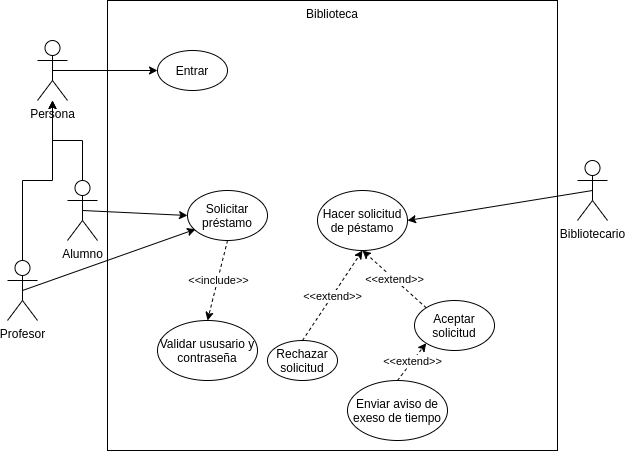 Biblioteca
Entrar
Persona
Solicitar
préstamo
Hacer solicitud
de péstamo
Bibliotecario
Alumno
Profesor
<<include>>
<<extend>>
<<extend>>
Validar ususario y
contraseña
Rechazar
solicitud
Aceptar
solicitud
<<extend>>
Enviar aviso de
exeso de tiempo